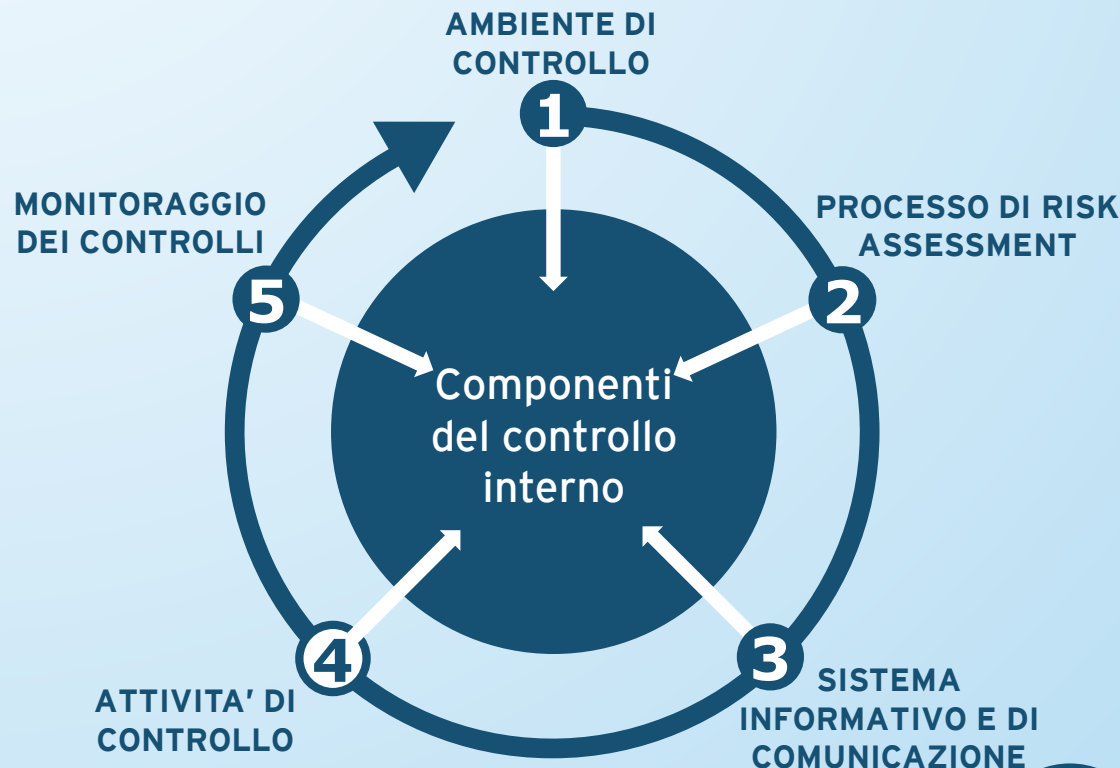 AMBIENTE DI
CONTROLLO
1
PROCESSO DI RISK
ASSESSMENT
2
3
SISTEMA
INFORMATIVO E DI
COMUNICAZIONE
4
ATTIVITA' DI
CONTROLLO
MONITORAGGIO
DEI CONTROLLI
5
Componenti
del controllo
interno